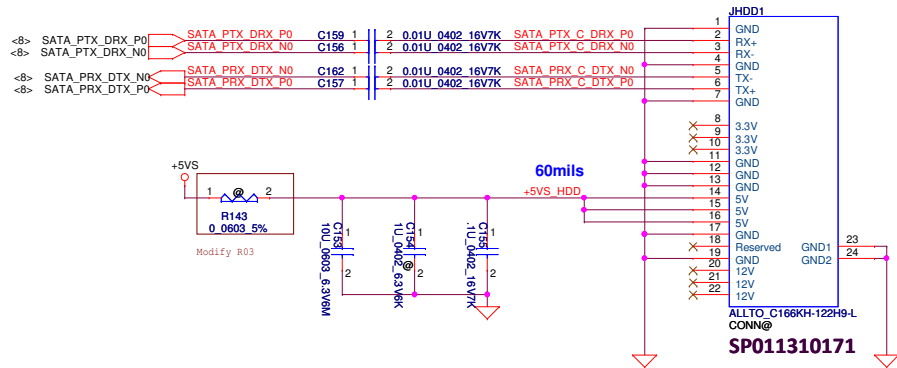 JHDD1
<8> SATA_PTX_DRX_P0 SATA_PTX_DRX_P0 C159 1 2 0.01U_0402_16V7K SATA_PTX_C_DRX_P0
<8> SATA_PTX_DRX_N0 SATA_PTX_DRX_N0 C156 1 2 0.01U_0402_16V7K SATA_PTX_C_DRX_N0
<8> SATA_PRX_DTX_N0 SATA_PRX_DTX_N0 C162 1 2 0.01U_0402_16V7K SATA_PRX_C_DTX_N0
<8> SATA_PRX_DTX_P0 SATA_PRX_DTX_P0 C157 1 2 0.01U_0402_16V7K SATA_PRX_C_DTX_P0
1 GND
2 RX+
3 RX-
4 GND
5 TX-
6 TX+
7 GND
8 3.3V
9 3.3V
10 3.3V
11 GND
12 GND
13 GND
14 5V
15 5V
16 5V
17 GND
18 Reserved
19 GND
20 12V
21 12V
22 12V
GND1 23
GND2 24
+5VS
1 @ 2
R143
0_0603_5%
Modify R03
60mils
+5VS_HDD
C153 1 2
10U_0603_6.3V6M
C154 1 2
1U_0402_6.3V6K
@
C155 1 2
.1U_0402_16V7K
ALLTO_C166KH-122H9-L
CONN@
SP011310171